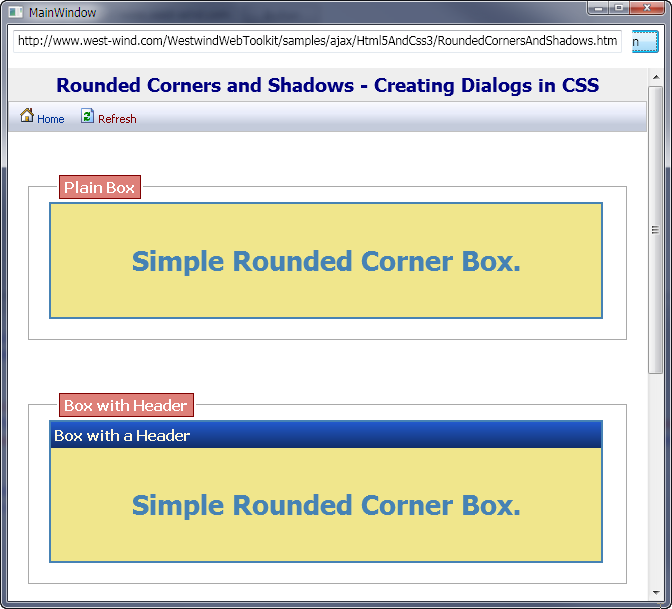 MainWindow
http://www.west-wind.com/WestwindWebToolkit/samples/ajax/Html5AndCss3/RoundedCornersAndShadows.htm
n
Rounded Corners and Shadows - Creating Dialogs in CSS
Home Refresh
Plain Box
Simple Rounded Corner Box.
Box with Header
Box with a Header
Simple Rounded Corner Box.